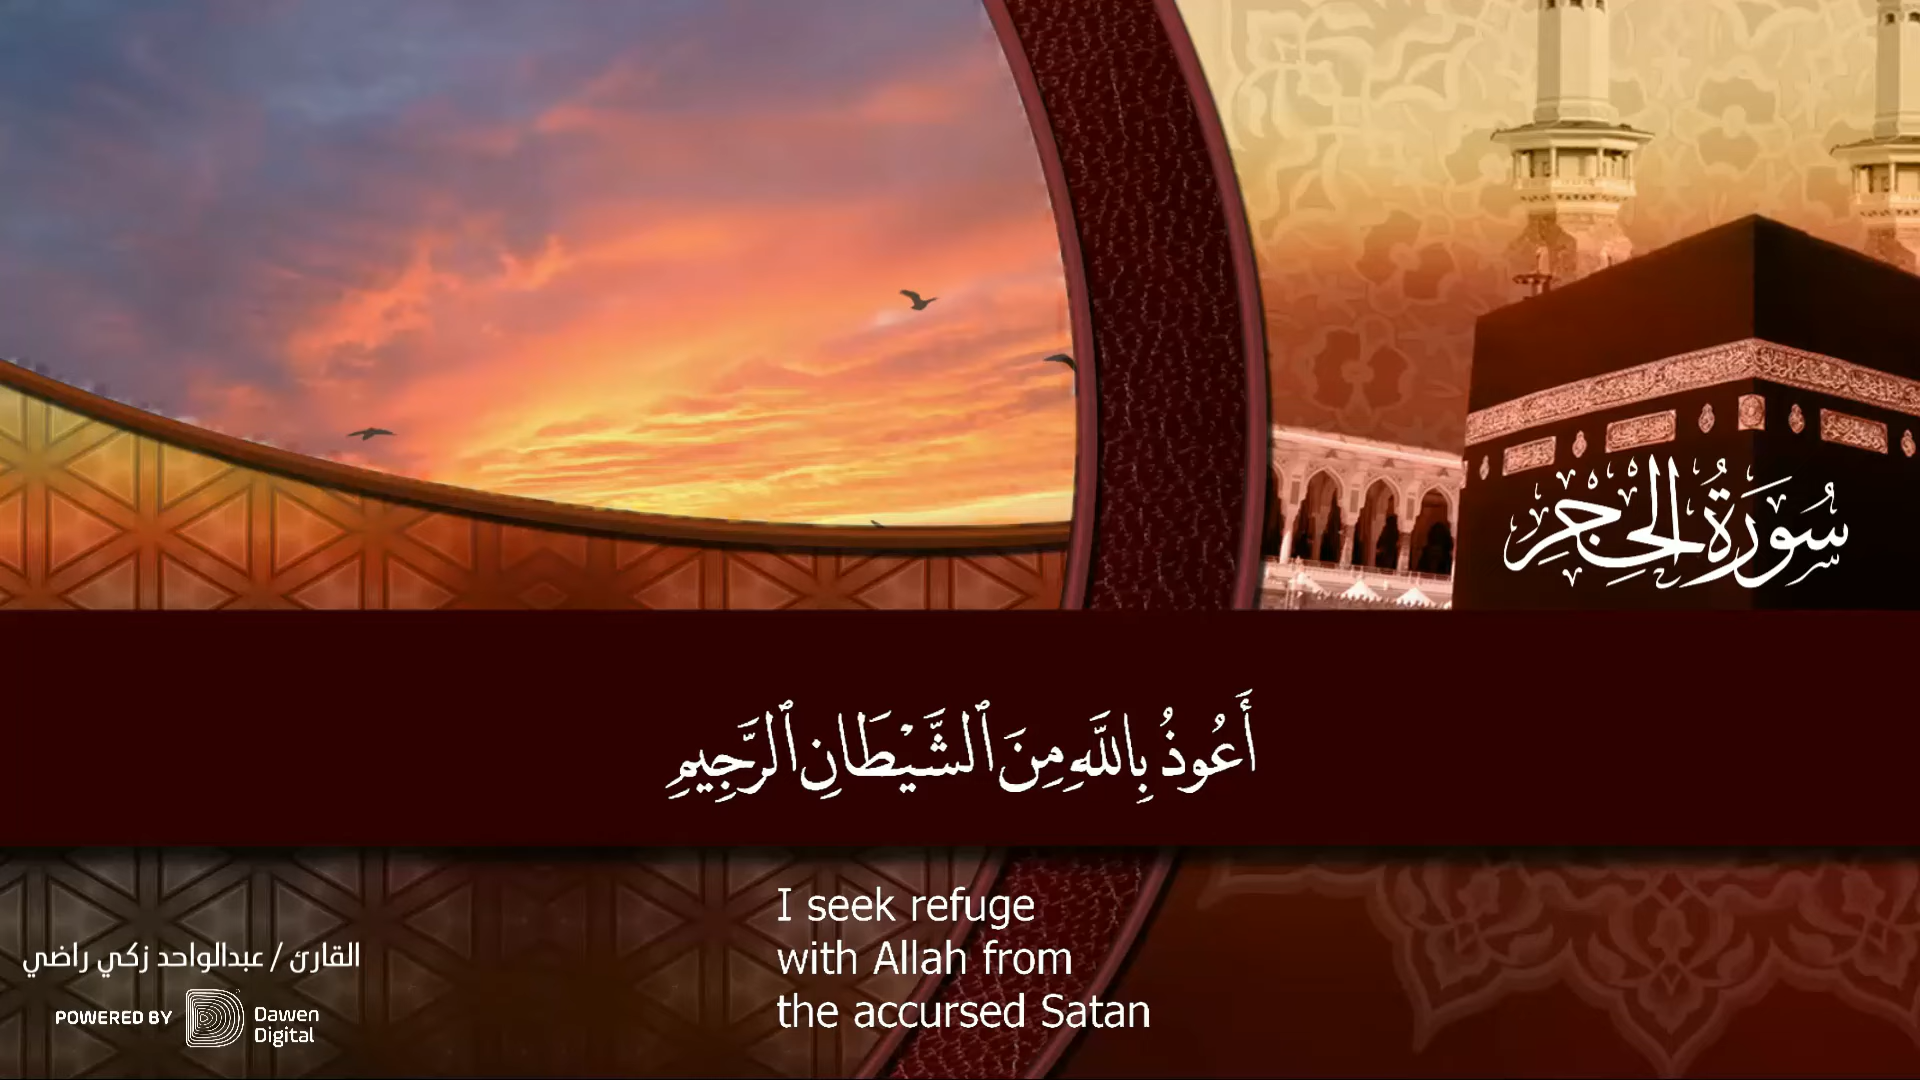 سُورَةُ الحِجرِ
أَعُوذُ بِاللَّهِ مِنَ ٱلشَّيْطَانِ ٱلرَّجِيمِ
I seek refuge
with Allah from
the accursed Satan
القارئ / عبدالواحد زكي راضي
POWERED BY
Dawen
Digital